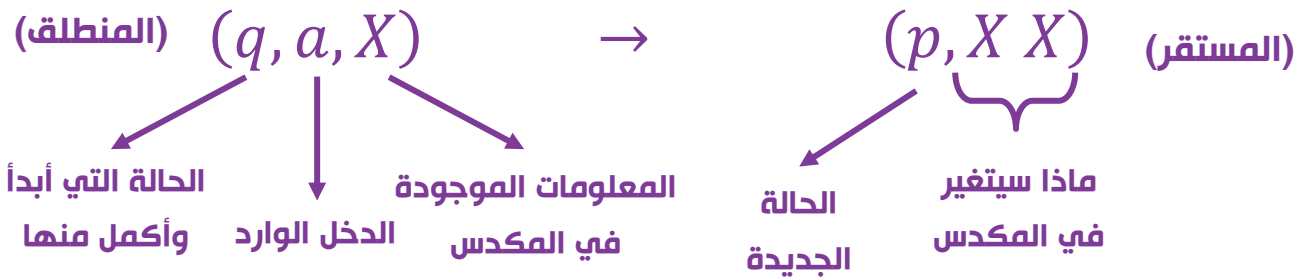 (المنطلق) (q, a, X) → (p, X X) (المستقر)
الحالة التي أبدأ
وأكمل منها
الدخل الوارد
المعلومات الموجودة
في المكدس
الحالة
الجديدة
ماذا سيتغير
في المكدس